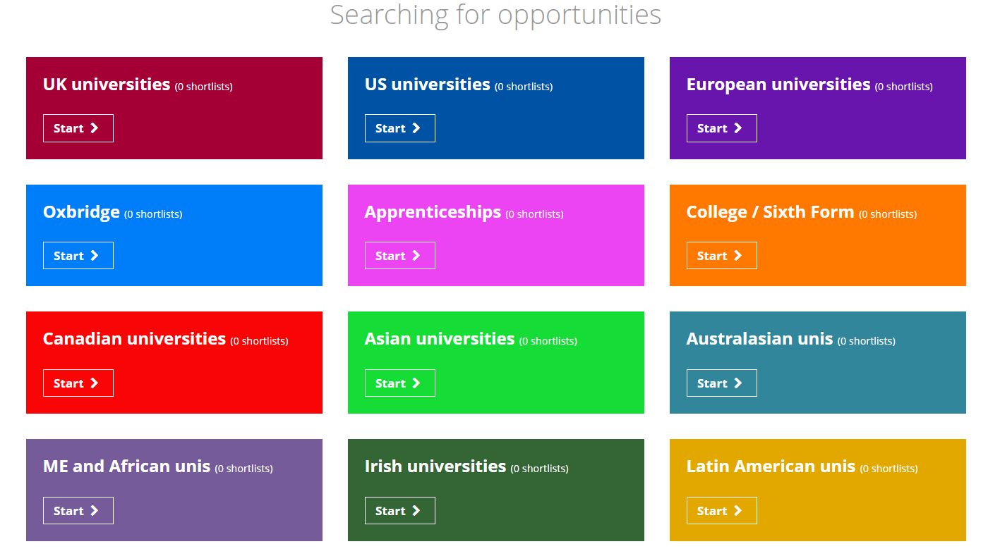 Searching for opportunities
UK universities (0 shortlists)
Start
US universities (0 shortlists)
Start
European universities (0 shortlists)
Start
Oxbridge (0 shortlists)
Start
Apprenticeships (0 shortlists)
Start
College / Sixth Form (0 shortlists)
Start
Canadian universities (0 shortlists)
Start
Asian universities (0 shortlists)
Start
Australasian unis (0 shortlists)
Start
ME and African unis (0 shortlists)
Start
Irish universities (0 shortlists)
Start
Latin American unis (0 shortlists)
Start